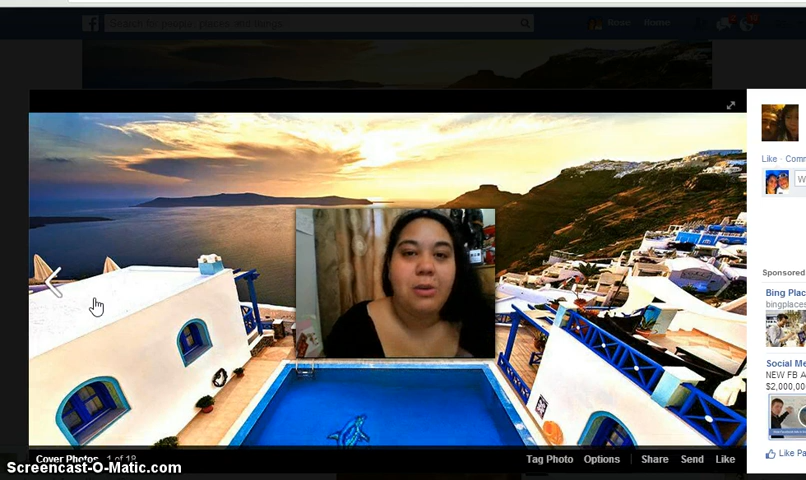 Search for people, places and things
Home
Like · Comm
W
Sponsored
Bing Plac
bingplaces
Social Me
NEW FB A
$2,000,00
Like Pa
Cover Photos 1 of 18
Tag Photo Options Share Send Like
Screencast-O-Matic.com